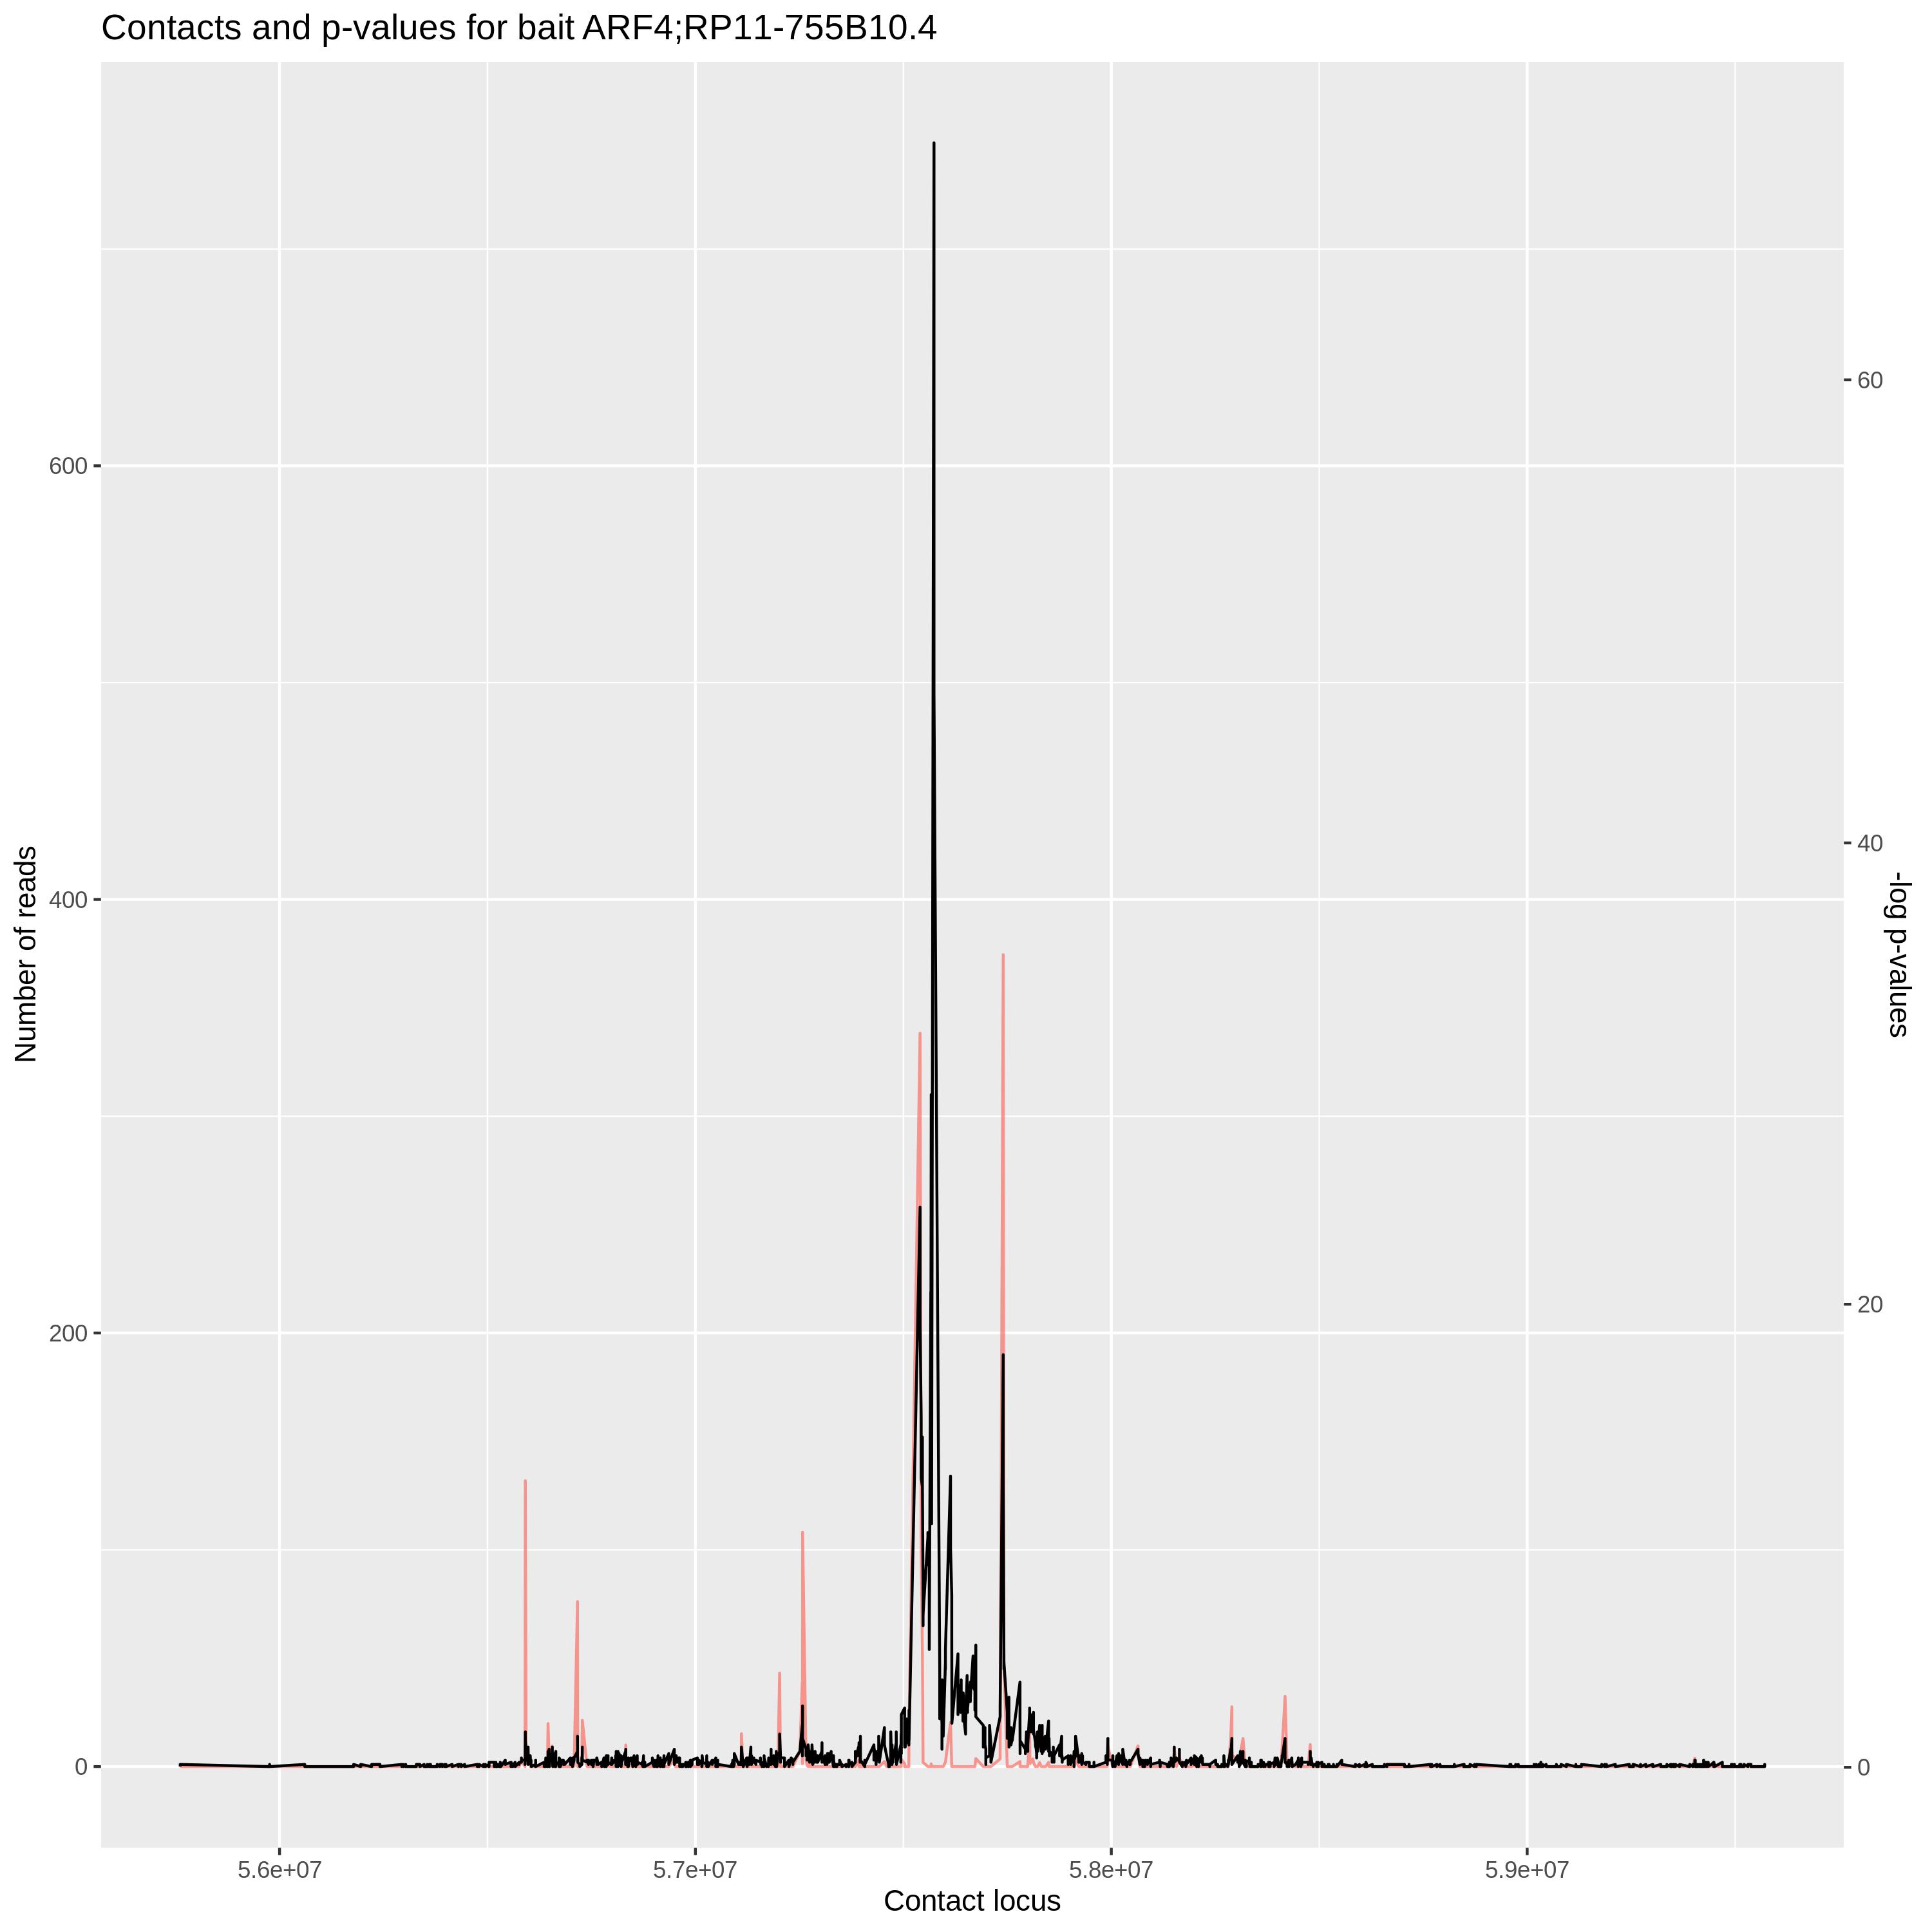 Contacts and p-values for bait ARF4;RP11-755B10.4
Number of reads
600
400
200
0
60
40
20
0
-log p-values
5.6e+07
5.7e+07
5.8e+07
5.9e+07
Contact locus